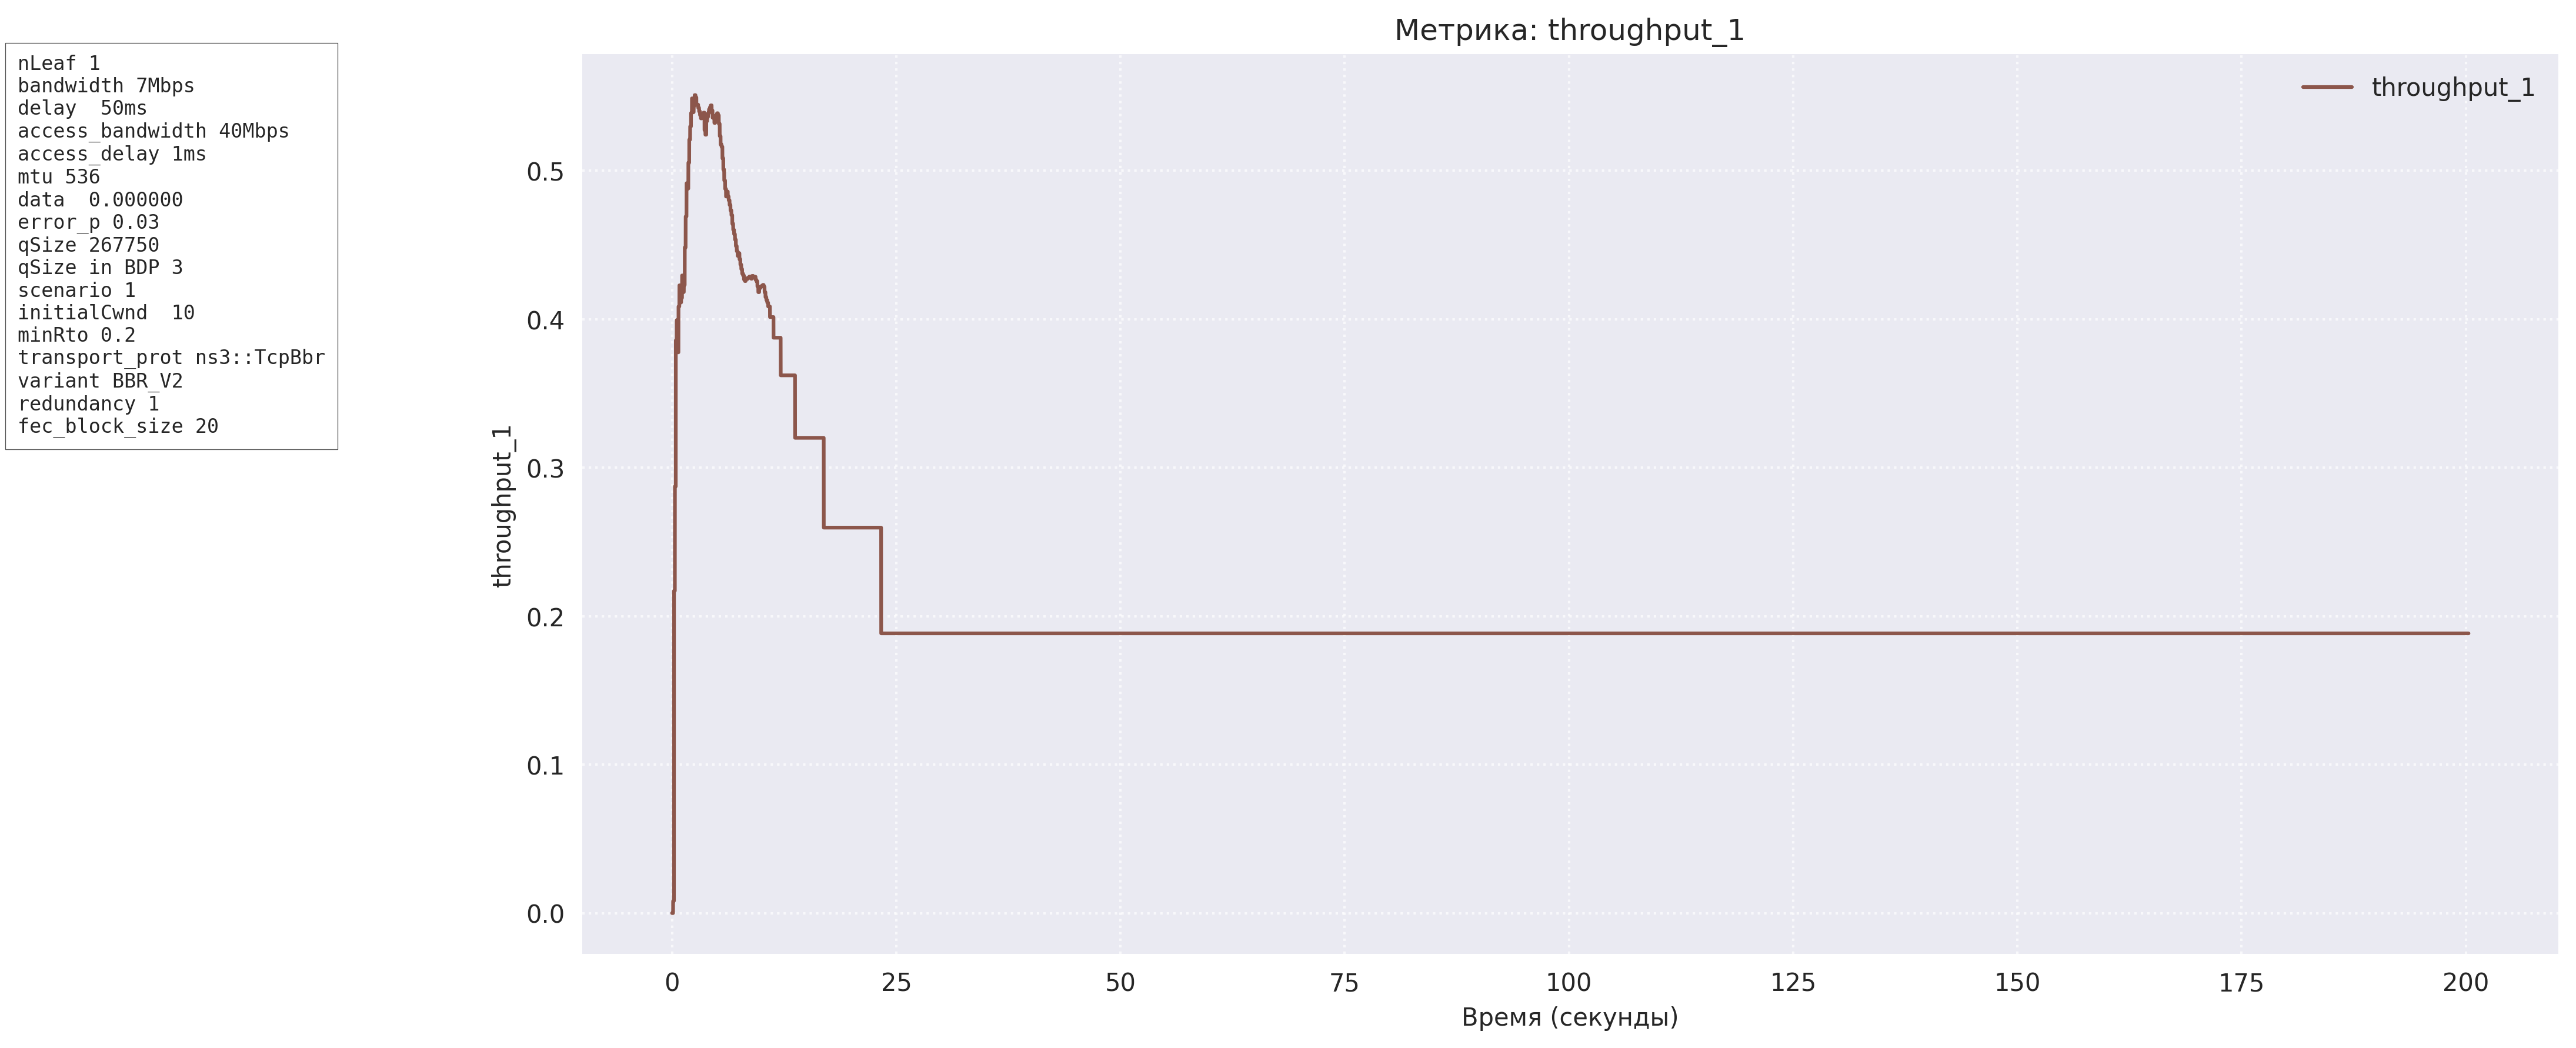 Метрика: throughput_1
nLeaf 1
bandwidth 7Mbps
delay  50ms
access_bandwidth 40Mbps
access_delay 1ms
mtu 536
data  0.000000
error_p 0.03
qSize 267750
qSize in BDP 3
scenario 1
initialCwnd  10
minRto 0.2
transport_prot ns3::TcpBbr
variant BBR_V2
redundancy 1
fec_block_size 20
throughput_1
throughput_1
0.5
0.4
0.3
0.2
0.1
0.0
0 25 50 75 100 125 150 175 200
Время (секунды)